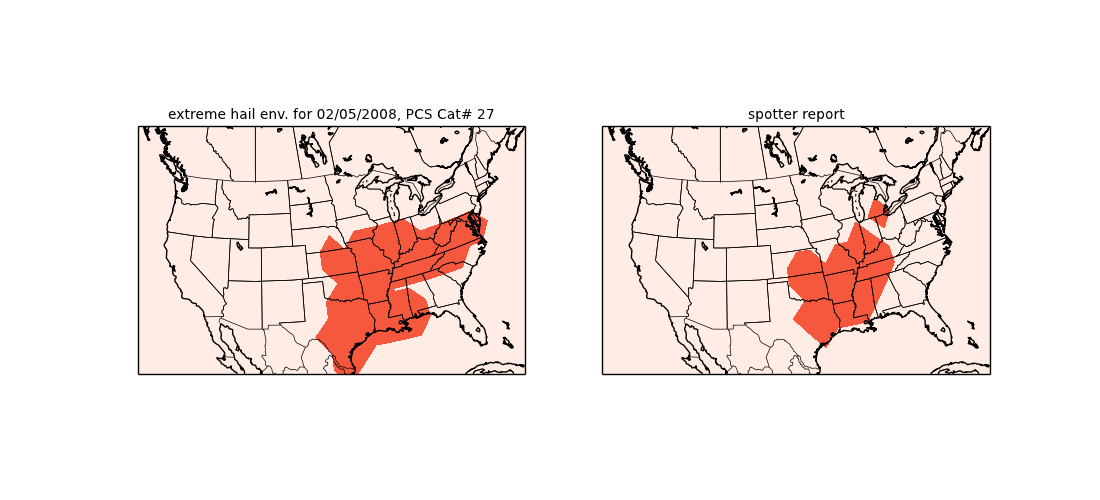 extreme hail env. for 02/05/2008, PCS Cat# 27
spotter report